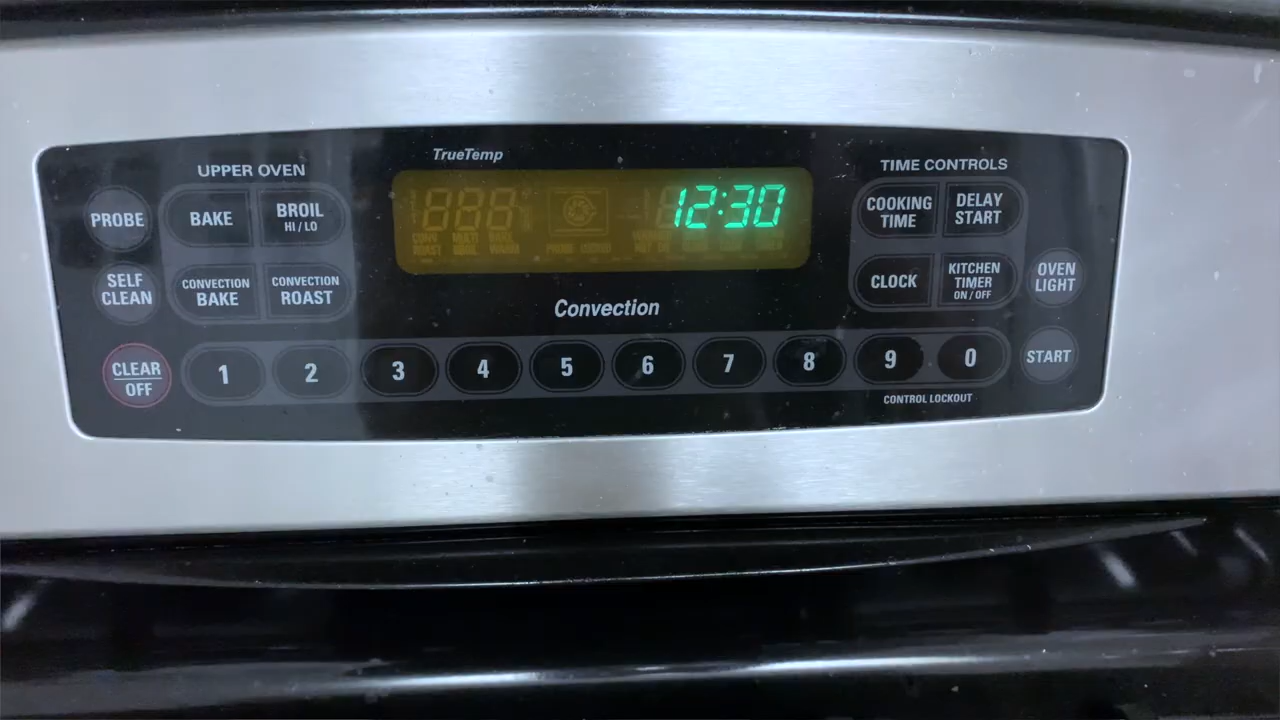 TrueTemp
UPPER OVEN
PROBE
BAKE
BROIL
HI / LO
SELF
CLEAN
CONVECTION
BAKE
CONVECTION
ROAST
12:30
Convection
TIME CONTROLS
COOKING
TIME
DELAY
START
CLOCK
KITCHEN
TIMER
ON / OFF
OVEN
LIGHT
CLEAR
OFF
1 2 3 4 5 6 7 8 9 0
START
CONTROL LOCKOUT